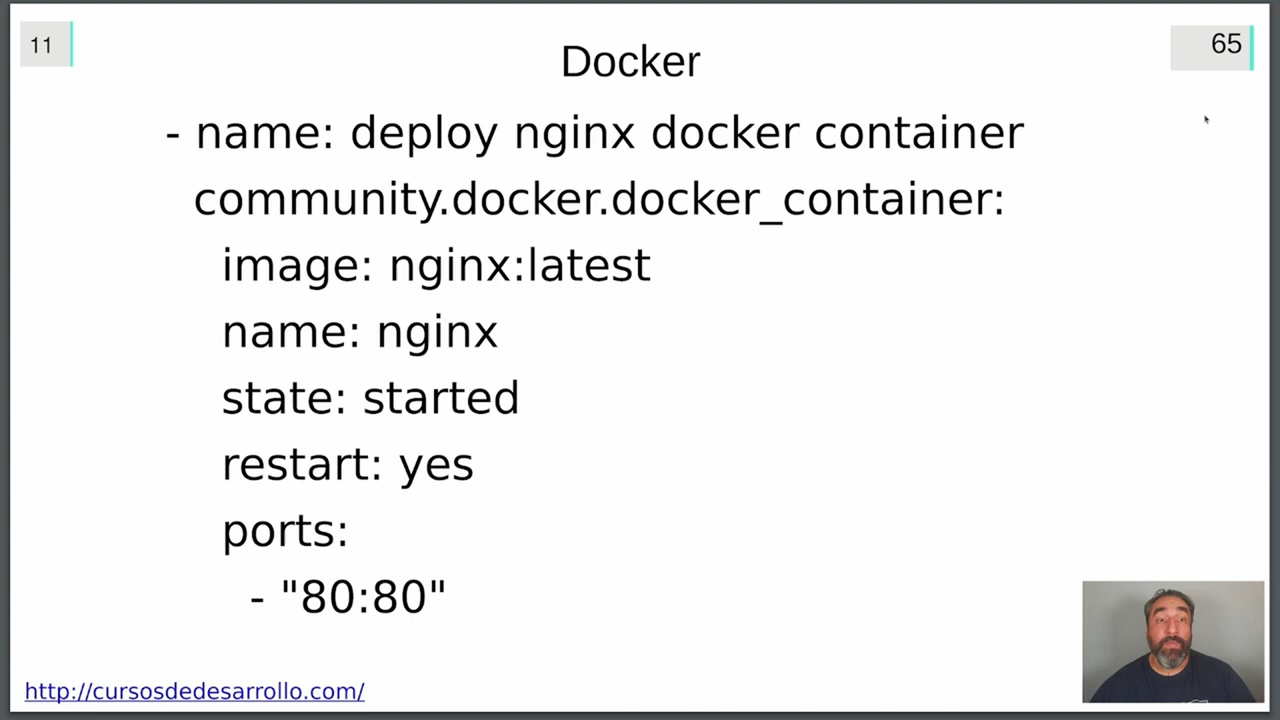 11
65
Docker
- name: deploy nginx docker container
community.docker.docker_container:
image: nginx:latest
name: nginx
state: started
restart: yes
ports:
- "80:80"
http://cursosdedesarrollo.com/